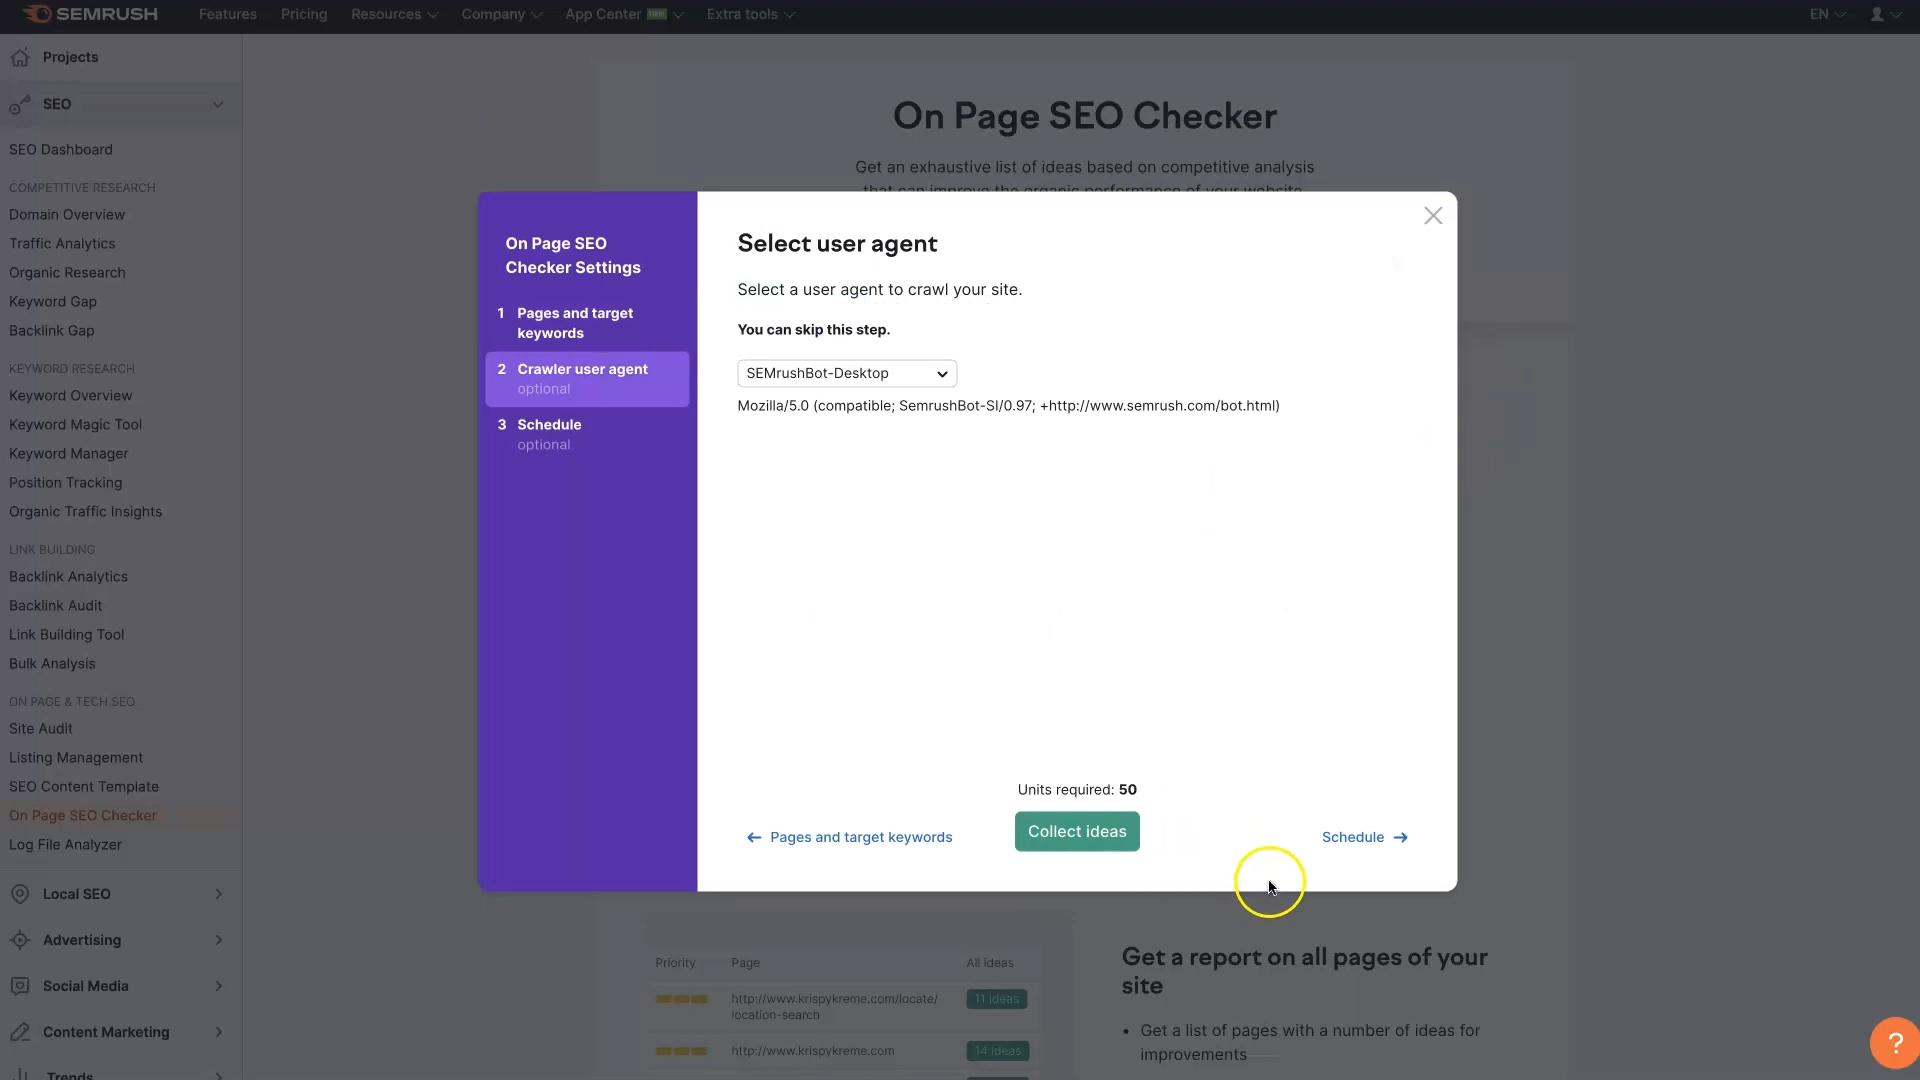 SEMRUSH
Features
Pricing
Resources
Company
App Center
Extra tools
EN
Projects
SEO
SEO Dashboard
COMPETITIVE RESEARCH
Domain Overview
Traffic Analytics
Organic Research
Keyword Gap
Backlink Gap
KEYWORD RESEARCH
Keyword Overview
Keyword Magic Tool
Keyword Manager
Position Tracking
Organic Traffic Insights
LINK BUILDING
Backlink Analytics
Backlink Audit
Link Building Tool
Bulk Analysis
ON PAGE & TECH SEO
Site Audit
Listing Management
SEO Content Template
On Page SEO Checker
Log File Analyzer
Local SEO
Advertising
Social Media
Content Marketing
Trends
On Page SEO Checker
Get an exhaustive list of ideas based on competitive analysis
that can improve the organic performance of your website
On Page SEO
Checker Settings
1 Pages and target
keywords
2 Crawler user agent
optional
3 Schedule
optional
Select user agent
Select a user agent to crawl your site.
You can skip this step.
SEMrushBot-Desktop
Mozilla/5.0 (compatible; SemrushBot-SI/0.97; +http://www.semrush.com/bot.html)
Units required: 50
← Pages and target keywords
Collect ideas
Schedule →
Priority Page All ideas
http://www.krispykreme.com/locate/
location-search
11 ideas
http://www.krispykreme.com
14 ideas
Get a report on all pages of your
site
• Get a list of pages with a number of ideas for
improvements
?